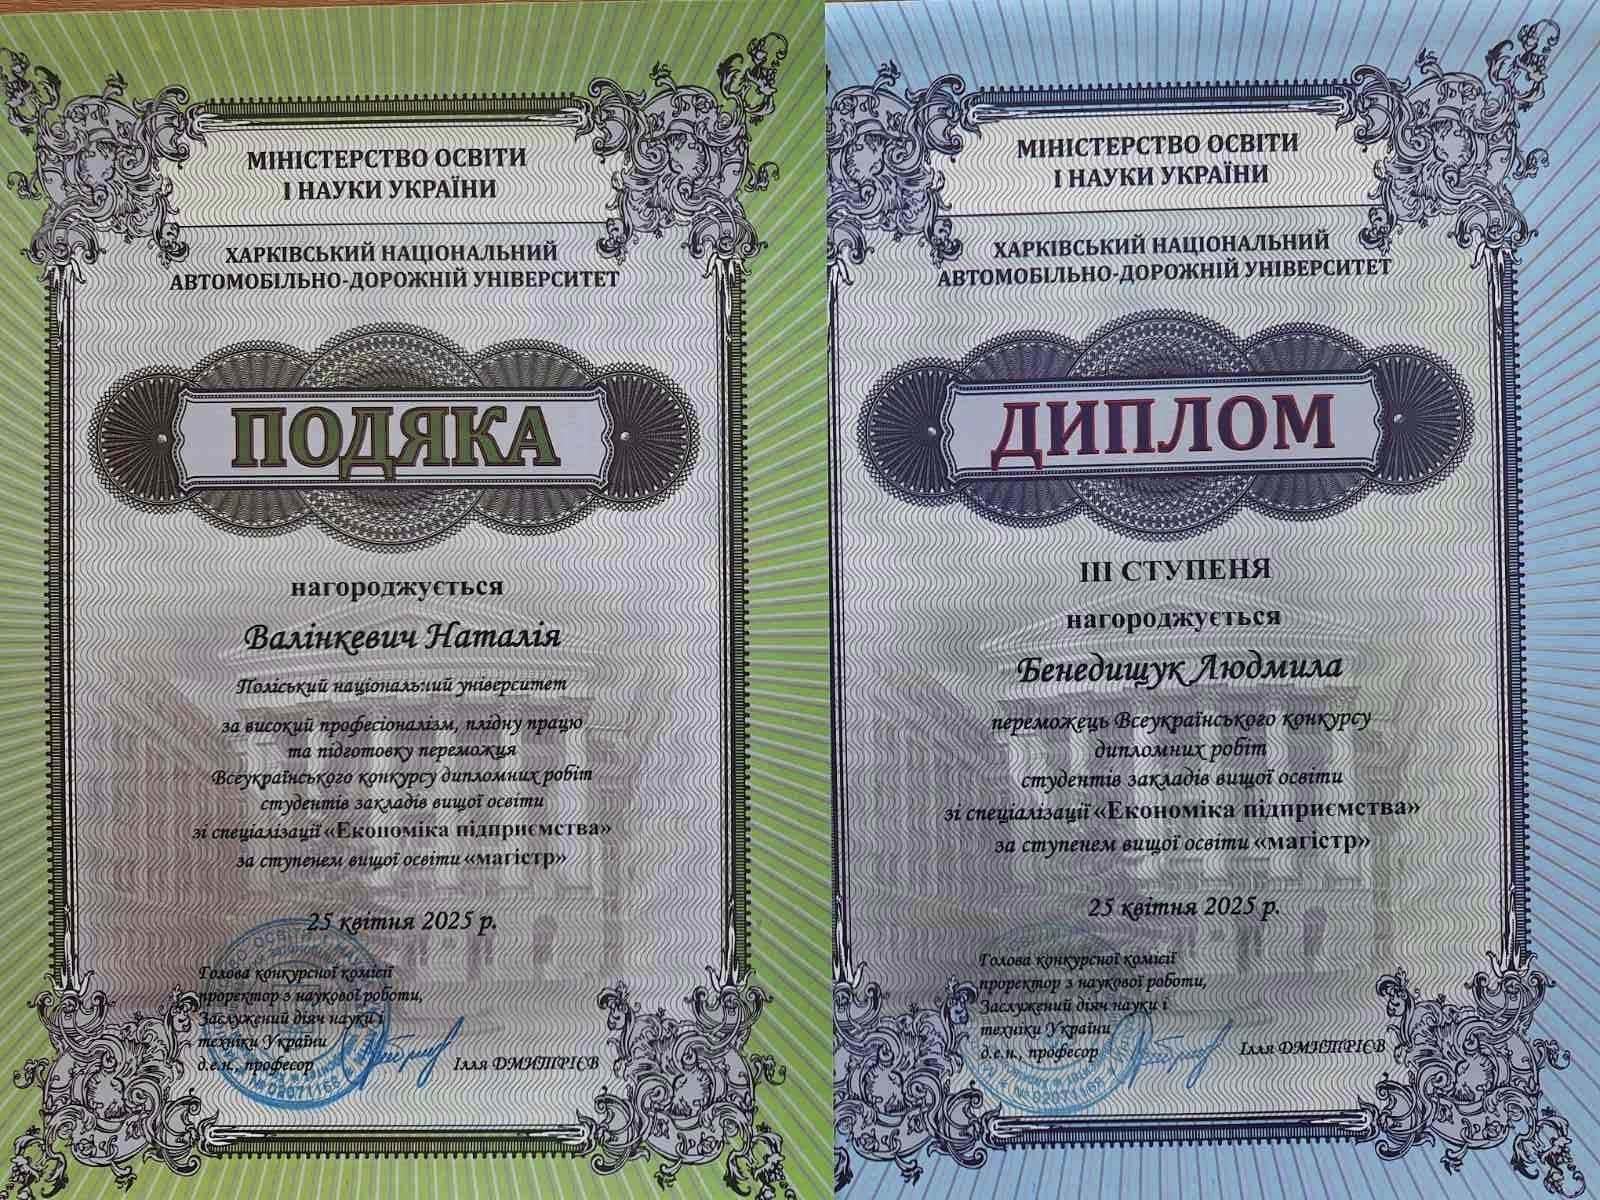 МІНІСТЕРСТВО ОСВІТИ
І НАУКИ УКРАЇНИ
ХАРКІВСЬКИЙ НАЦІОНАЛЬНИЙ
АВТОМОБІЛЬНО-ДОРОЖНІЙ УНІВЕРСИТЕТ
ПОДЯКА
нагороджується
Валінкевич Наталія
Поліський національний університет
за високий професіоналізм, плідну працю
та підготовку переможця
Всеукраїнського конкурсу дипломних робіт
студентів закладів вищої освіти
зі спеціалізації «Економіка підприємства»
за ступенем вищої освіти «магістр»
25 квітня 2025 р.
Голова конкурсної комісії
проректор з наукової роботи,
Заслужений діяч науки і
техніки України
д.е.н., професор
Ілля ДМИТРІЄВ
№ 02071168
МІНІСТЕРСТВО ОСВІТИ
І НАУКИ УКРАЇНИ
ХАРКІВСЬКИЙ НАЦІОНАЛЬНИЙ
АВТОМОБІЛЬНО-ДОРОЖНІЙ УНІВЕРСИТЕТ
ДИПЛОМ
ІІІ СТУПЕНЯ
нагороджується
Бенедищук Людмила
переможець Всеукраїнського конкурсу
дипломних робіт
студентів закладів вищої освіти
зі спеціалізації «Економіка підприємства»
за ступенем вищої освіти «магістр»
25 квітня 2025 р.
Голова конкурсної комісії
проректор з наукової роботи,
Заслужений діяч науки і
техніки України
д.е.н., професор
Ілля ДМИТРІЄВ
№ 02071168